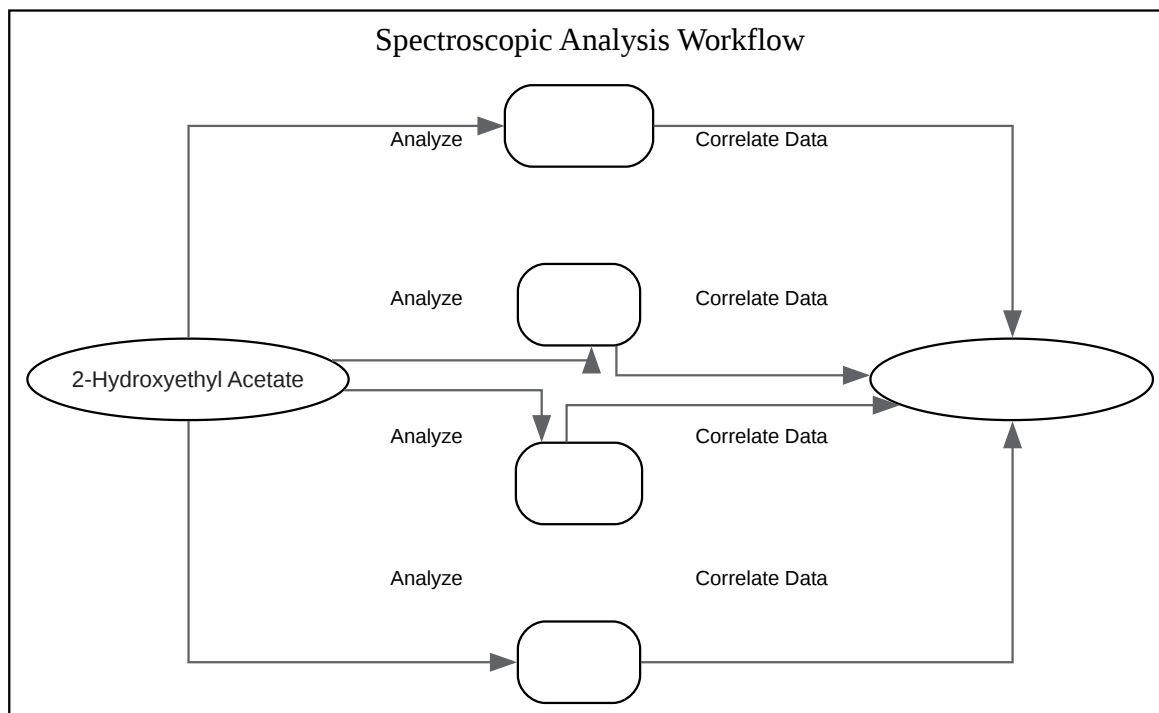 Spectroscopic Analysis Workflow
Analyze
Correlate Data
Analyze
Correlate Data
2-Hydroxyethyl Acetate
Analyze
Correlate Data
Analyze
Correlate Data